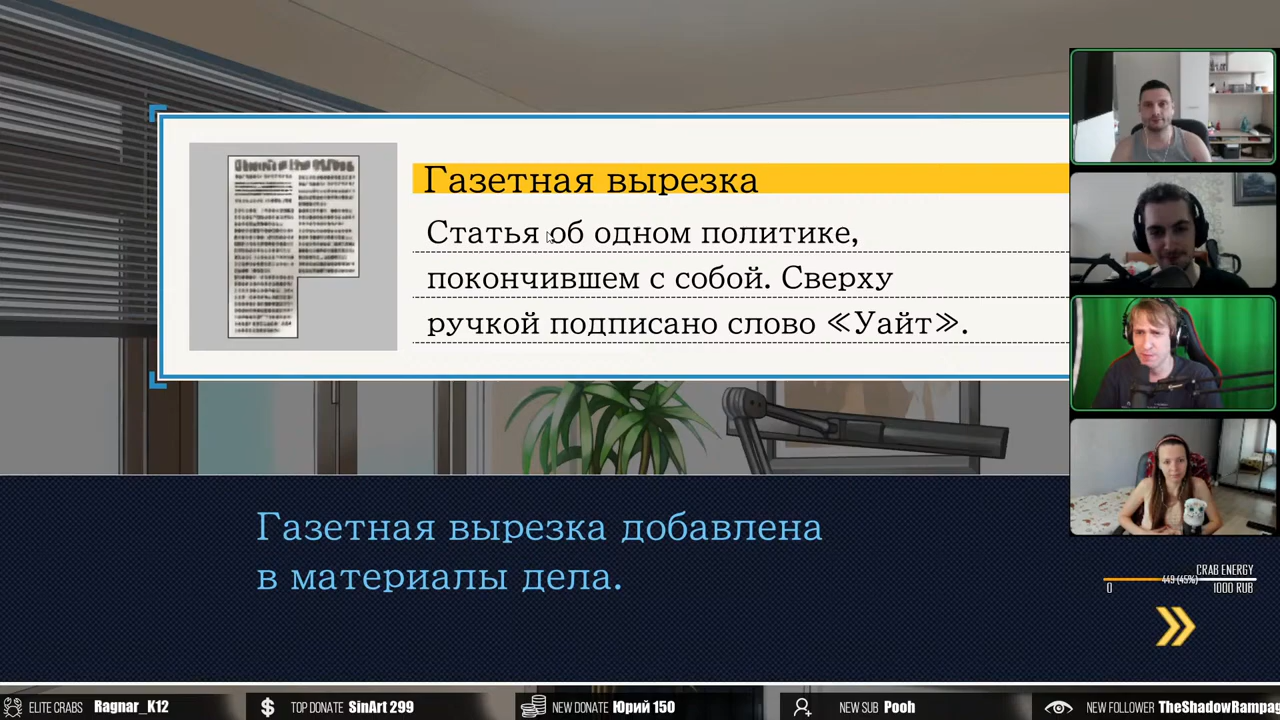 Газетная вырезка
Статья об одном политике,
покончившем с собой. Сверху
ручкой подписано слово ≪Уайт≫.
Газетная вырезка добавлена
в материалы дела.
CRAB ENERGY
449 (45%)
0 1000 RUB
ELITE CRABS Ragnar_K12 TOP DONATE SinArt 299 NEW DONATE Юрий 150 NEW SUB Pooh NEW FOLLOWER TheShadowRampag